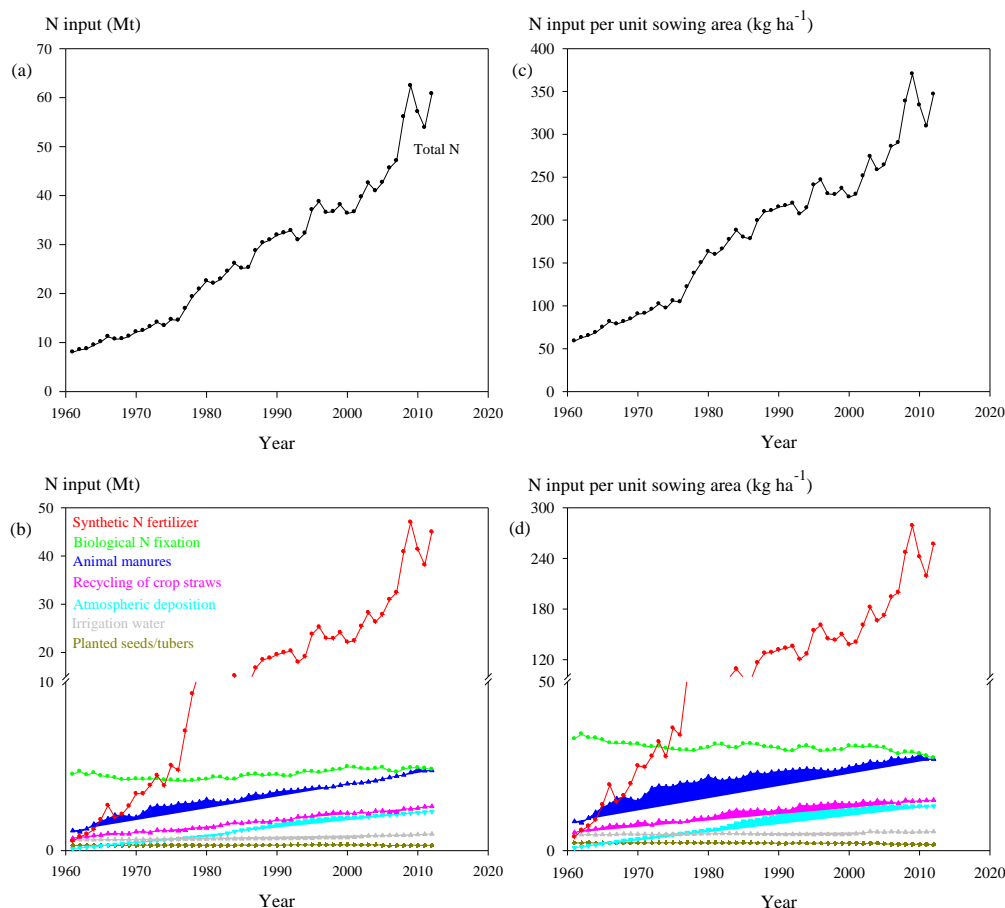 N input (Mt)
(a)
70
60
50
40
30
20
10
0
Total N
1960 1970 1980 1990 2000 2010 2020
Year
N input per unit sowing area (kg ha⁻¹)
(c)
400
350
300
250
200
150
100
50
0
1960 1970 1980 1990 2000 2010 2020
Year
N input (Mt)
(b)
50
40
30
20
10
0
Synthetic N fertilizer
Biological N fixation
Animal manures
Recycling of crop straws
Atmospheric deposition
Irrigation water
Planted seeds/tubers
1960 1970 1980 1990 2000 2010 2020
Year
N input per unit sowing area (kg ha⁻¹)
(d)
300
240
180
120
50
0
1960 1970 1980 1990 2000 2010 2020
Year